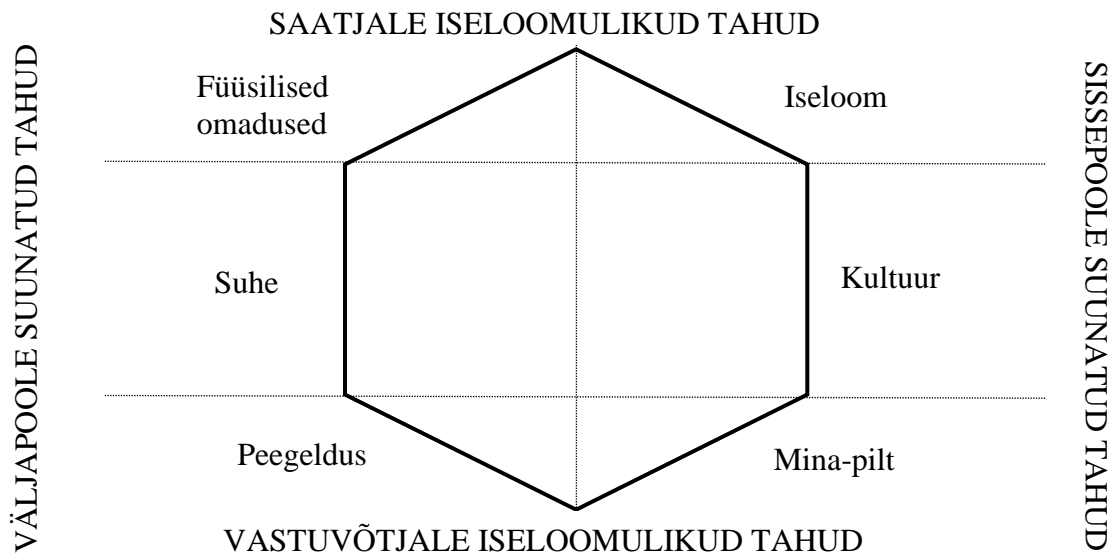 SAATJALE ISELOOMULIKUD TAHUD
VÄLJAPOOLE SUUNATUD TAHUD
Füüsilised
omadused
Iseloom
SISSEPOOLE SUUNATUD TAHUD
Suhe
Kultuur
Peegeldus
Mina-pilt
VASTUVÕTJALE ISELOOMULIKUD TAHUD